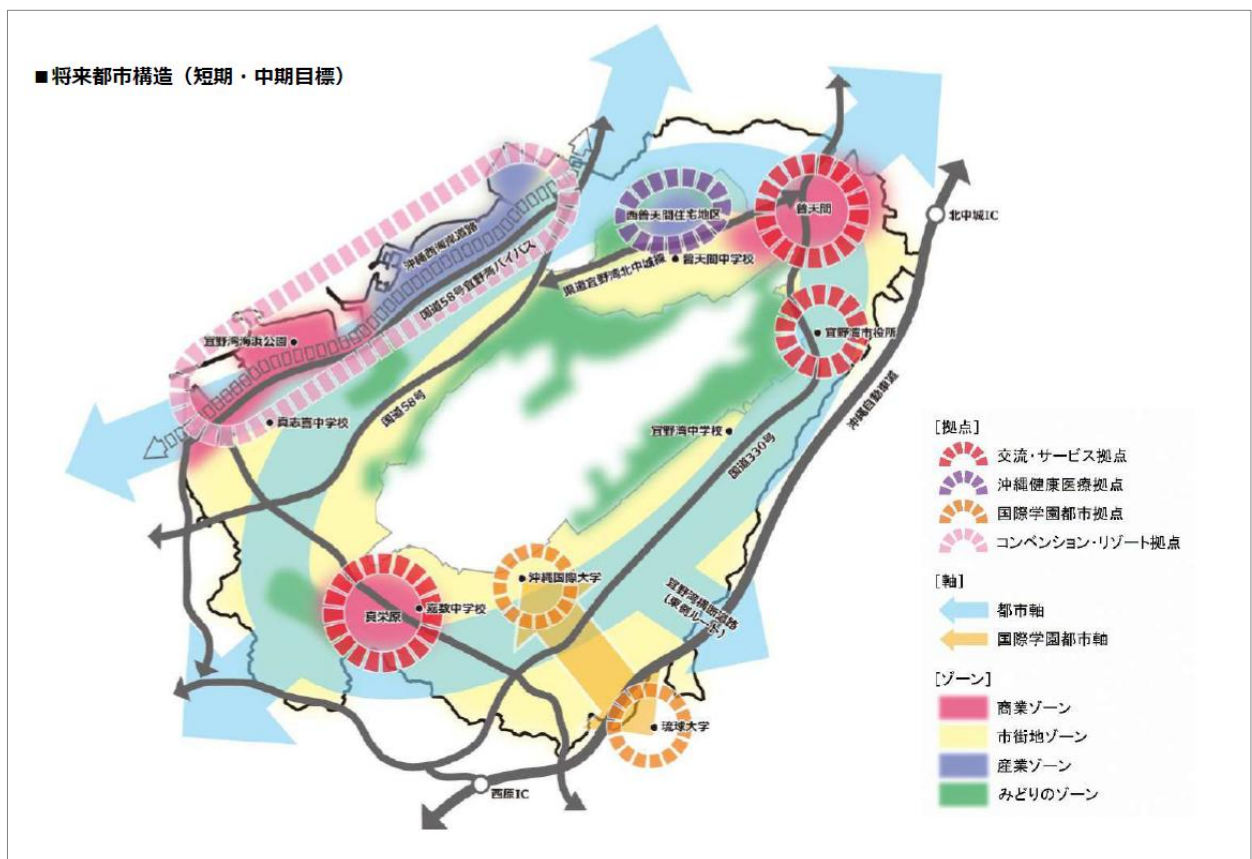 ■将来都市構造（短期・中期目標）
北中城IC
普天間
西普天間住宅地区
沖縄西海岸道路
国道58号宜野湾バイパス
県道宜野湾北中城線
普天間中学校
宜野湾市役所
宜野湾海浜公園
沖縄自動車道
真志喜中学校
国道58号
宜野湾中学校
国道330号
沖縄国際大学
宜野湾横断道路
(東側ルート)
嘉数中学校
真栄原
琉球大学
西原IC
[拠点]
交流・サービス拠点
沖縄健康医療拠点
国際学園都市拠点
コンベンション・リゾート拠点
[軸]
都市軸
国際学園都市軸
[ゾーン]
商業ゾーン
市街地ゾーン
産業ゾーン
みどりのゾーン